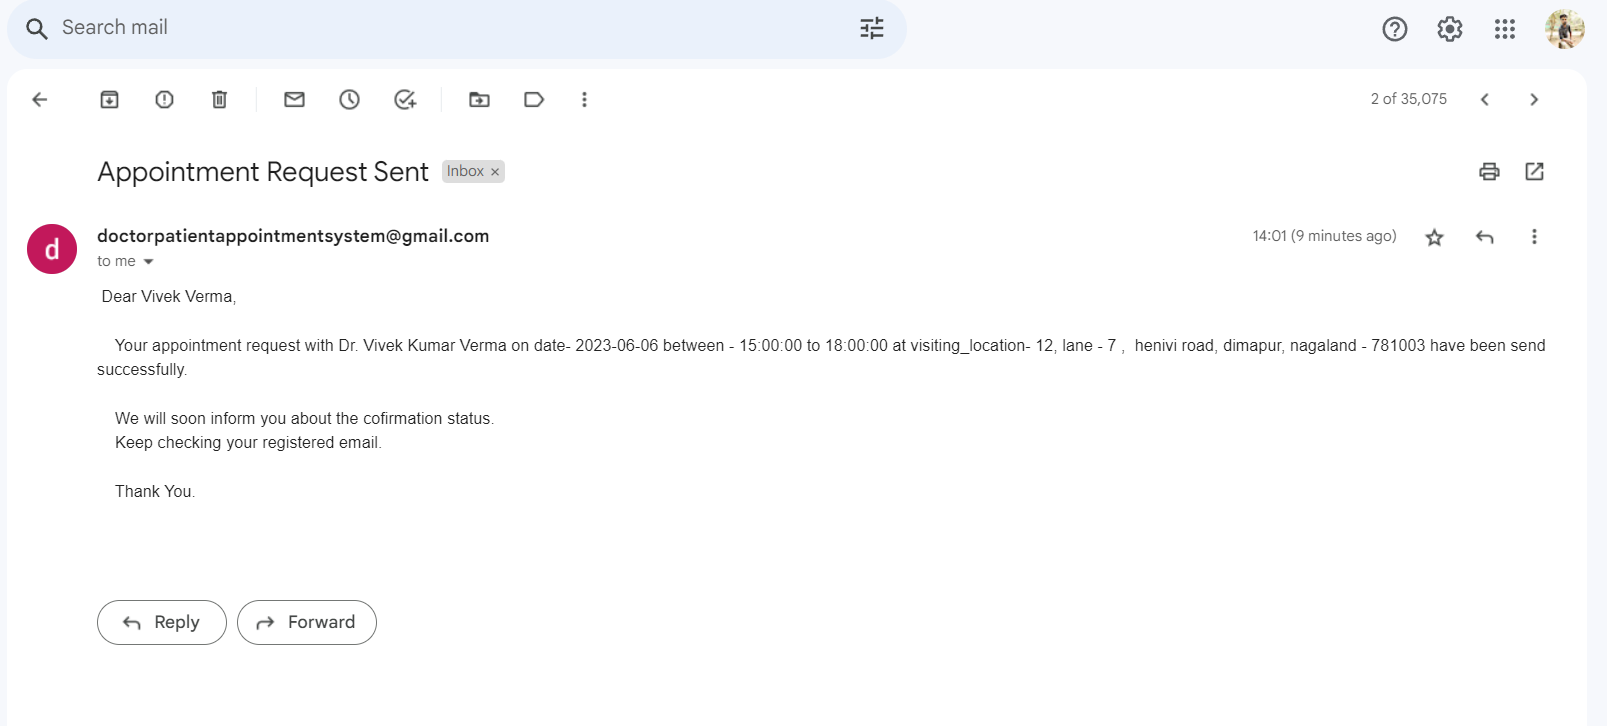 Search mail
2 of 35,075
Appointment Request Sent Inbox ×
d
doctorpatientappointmentsystem@gmail.com 14:01 (9 minutes ago)
to me
Dear Vivek Verma,
Your appointment request with Dr. Vivek Kumar Verma on date- 2023-06-06 between - 15:00:00 to 18:00:00 at visiting_location- 12, lane - 7 , henivi road, dimapur, nagaland - 781003 have been send
successfully.
We will soon inform you about the cofirmation status.
Keep checking your registered email.
Thank You.
Reply Forward